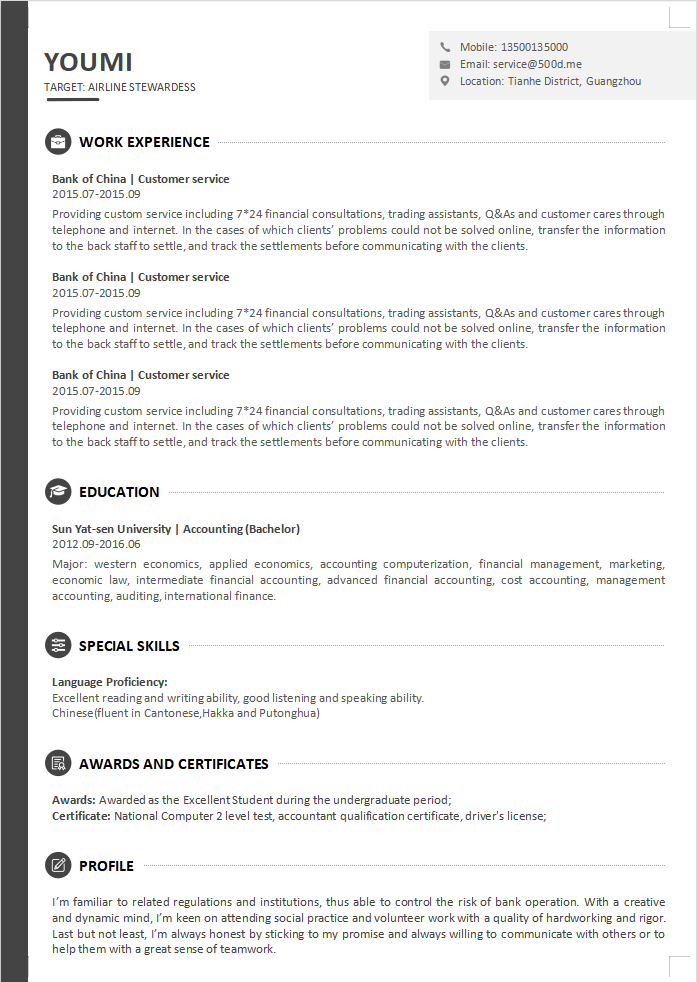 YOUMI
TARGET: AIRLINE STEWARDESS
Mobile: 13500135000
Email: service@500d.me
Location: Tianhe District, Guangzhou
WORK EXPERIENCE
Bank of China | Customer service
2015.07-2015.09
Providing custom service including 7*24 financial consultations, trading assistants, Q&As and customer cares through
telephone and internet. In the cases of which clients’ problems could not be solved online, transfer the information
to the back staff to settle, and track the settlements before communicating with the clients.
Bank of China | Customer service
2015.07-2015.09
Providing custom service including 7*24 financial consultations, trading assistants, Q&As and customer cares through
telephone and internet. In the cases of which clients’ problems could not be solved online, transfer the information
to the back staff to settle, and track the settlements before communicating with the clients.
Bank of China | Customer service
2015.07-2015.09
Providing custom service including 7*24 financial consultations, trading assistants, Q&As and customer cares through
telephone and internet. In the cases of which clients’ problems could not be solved online, transfer the information
to the back staff to settle, and track the settlements before communicating with the clients.
EDUCATION
Sun Yat-sen University | Accounting (Bachelor)
2012.09-2016.06
Major: western economics, applied economics, accounting computerization, financial management, marketing,
economic law, intermediate financial accounting, advanced financial accounting, cost accounting, management
accounting, auditing, international finance.
SPECIAL SKILLS
Language Proficiency:
Excellent reading and writing ability, good listening and speaking ability.
Chinese(fluent in Cantonese,Hakka and Putonghua)
AWARDS AND CERTIFICATES
Awards: Awarded as the Excellent Student during the undergraduate period;
Certificate: National Computer 2 level test, accountant qualification certificate, driver's license;
PROFILE
I’m familiar to related regulations and institutions, thus able to control the risk of bank operation. With a creative
and dynamic mind, I’m keen on attending social practice and volunteer work with a quality of hardworking and rigor.
Last but not least, I’m always honest by sticking to my promise and always willing to communicate with others or to
help them with a great sense of teamwork.